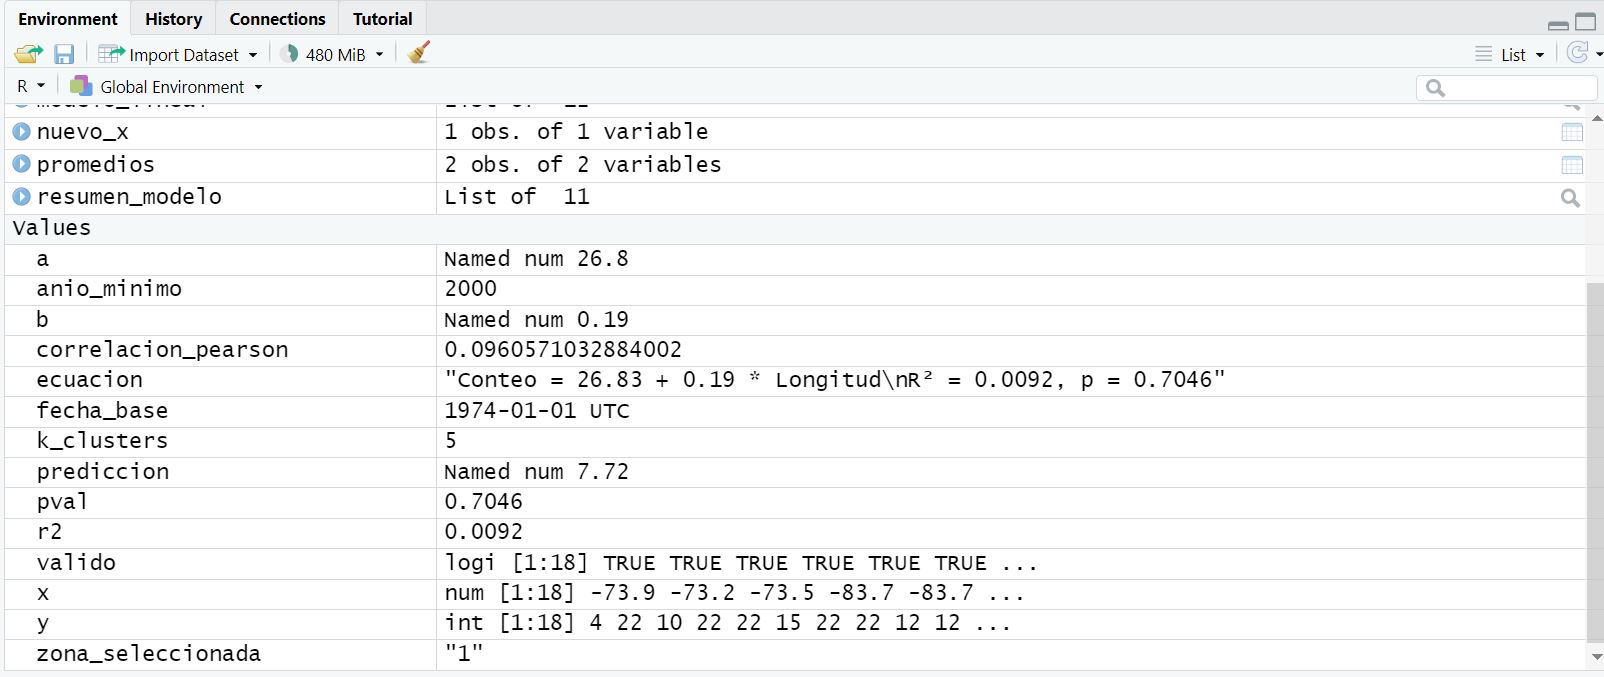 Environment History Connections Tutorial
Import Dataset 480 MiB List
R Global Environment
nuevo_x 1 obs. of 1 variable
promedios 2 obs. of 2 variables
resumen_modelo List of  11
Values
a Named num 26.8
anio_minimo 2000
b Named num 0.19
correlacion_pearson 0.0960571032884002
ecuacion "Conteo = 26.83 + 0.19 * Longitud\nR² = 0.0092, p = 0.7046"
fecha_base 1974-01-01 UTC
k_clusters 5
prediccion Named num 7.72
pval 0.7046
r2 0.0092
valido logi [1:18] TRUE TRUE TRUE TRUE TRUE TRUE ...
x num [1:18] -73.9 -73.2 -73.5 -83.7 -83.7 ...
y int [1:18] 4 22 10 22 22 15 22 22 12 12 ...
zona_seleccionada "1"